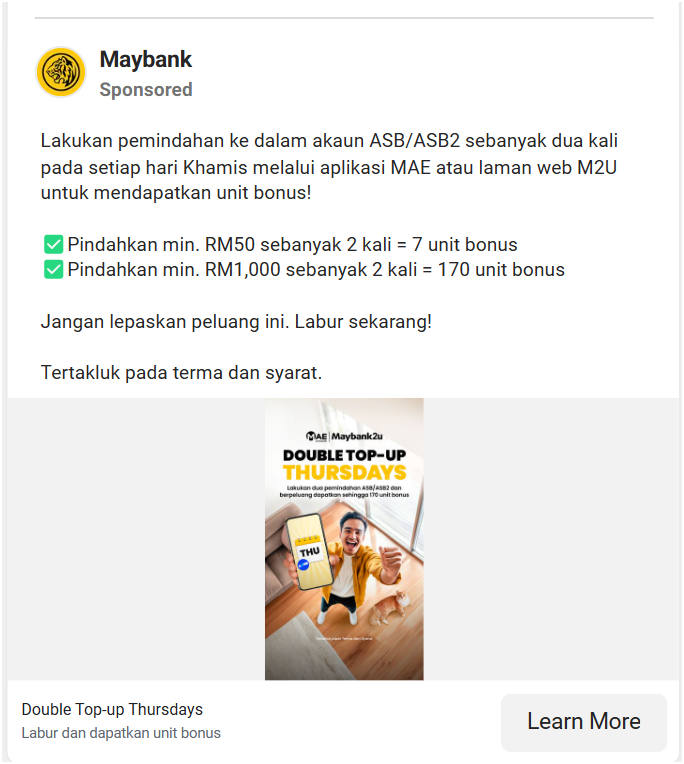 Maybank
Sponsored
Lakukan pemindahan ke dalam akaun ASB/ASB2 sebanyak dua kali
pada setiap hari Khamis melalui aplikasi MAE atau laman web M2U
untuk mendapatkan unit bonus!
✅ Pindahkan min. RM50 sebanyak 2 kali = 7 unit bonus
✅ Pindahkan min. RM1,000 sebanyak 2 kali = 170 unit bonus
Jangan lepaskan peluang ini. Labur sekarang!
Tertakluk pada terma dan syarat.
MAE | Maybank2u
DOUBLE TOP-UP
THURSDAYS
Lakukan dua pemindahan ASB/ASB2 dan
berpeluang dapatkan sehingga 170 unit bonus
THU
Double Top-up Thursdays
Labur dan dapatkan unit bonus
Learn More